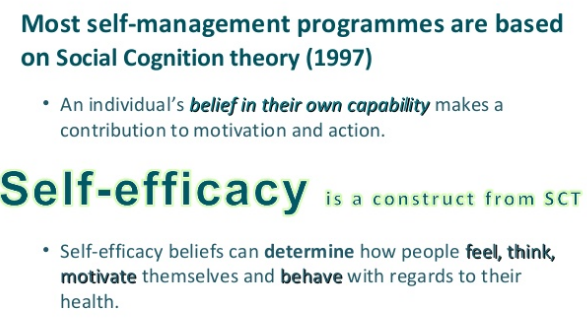 Most self-management programmes are based
on Social Cognition theory (1997)
• An individual's belief in their own capability makes a
contribution to motivation and action.
Self-efficacy is a construct from SCT
• Self-efficacy beliefs can determine how people feel, think,
motivate themselves and behave with regards to their
health.